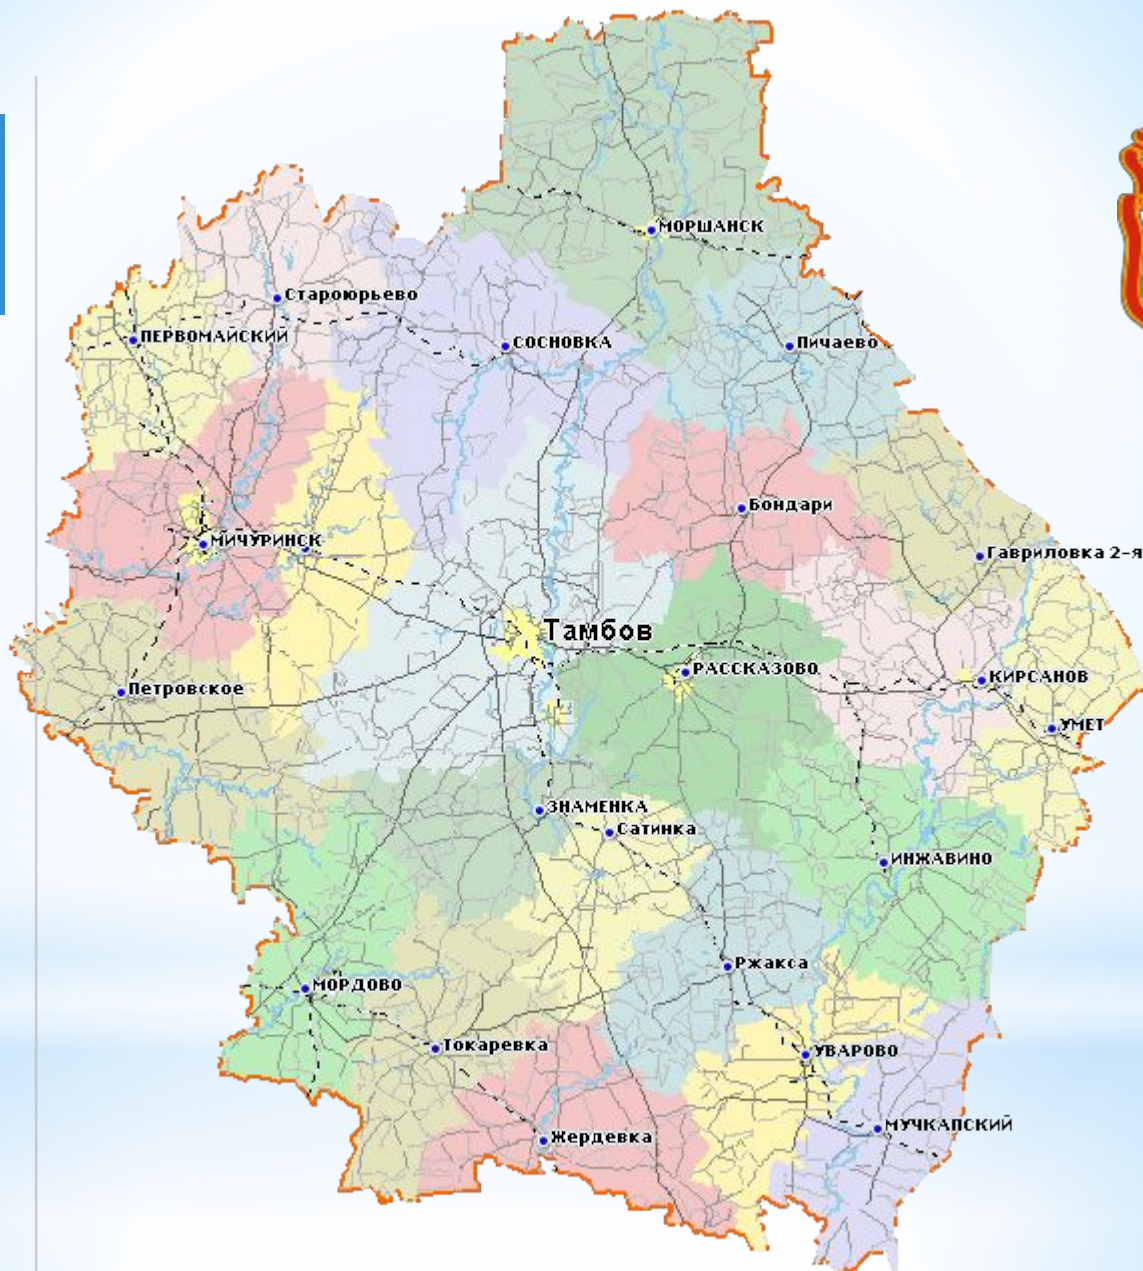 МОРШАНСК
Староюрьево
ПЕРВОМАЙСКИЙ
СОСНОВКА
Пичаево
Бондари
МИЧУРИНСК
Гавриловка 2-я
Тамбов
РАССКАЗОВО
КИРСАНОВ
Петровское
УМЕТ
ЗНАМЕНКА
Сатинка
ИНЖАВИНО
Ржакса
МОРДОВО
Токаревка
УВАРОВО
МУЧКАПСКИЙ
Жердевка